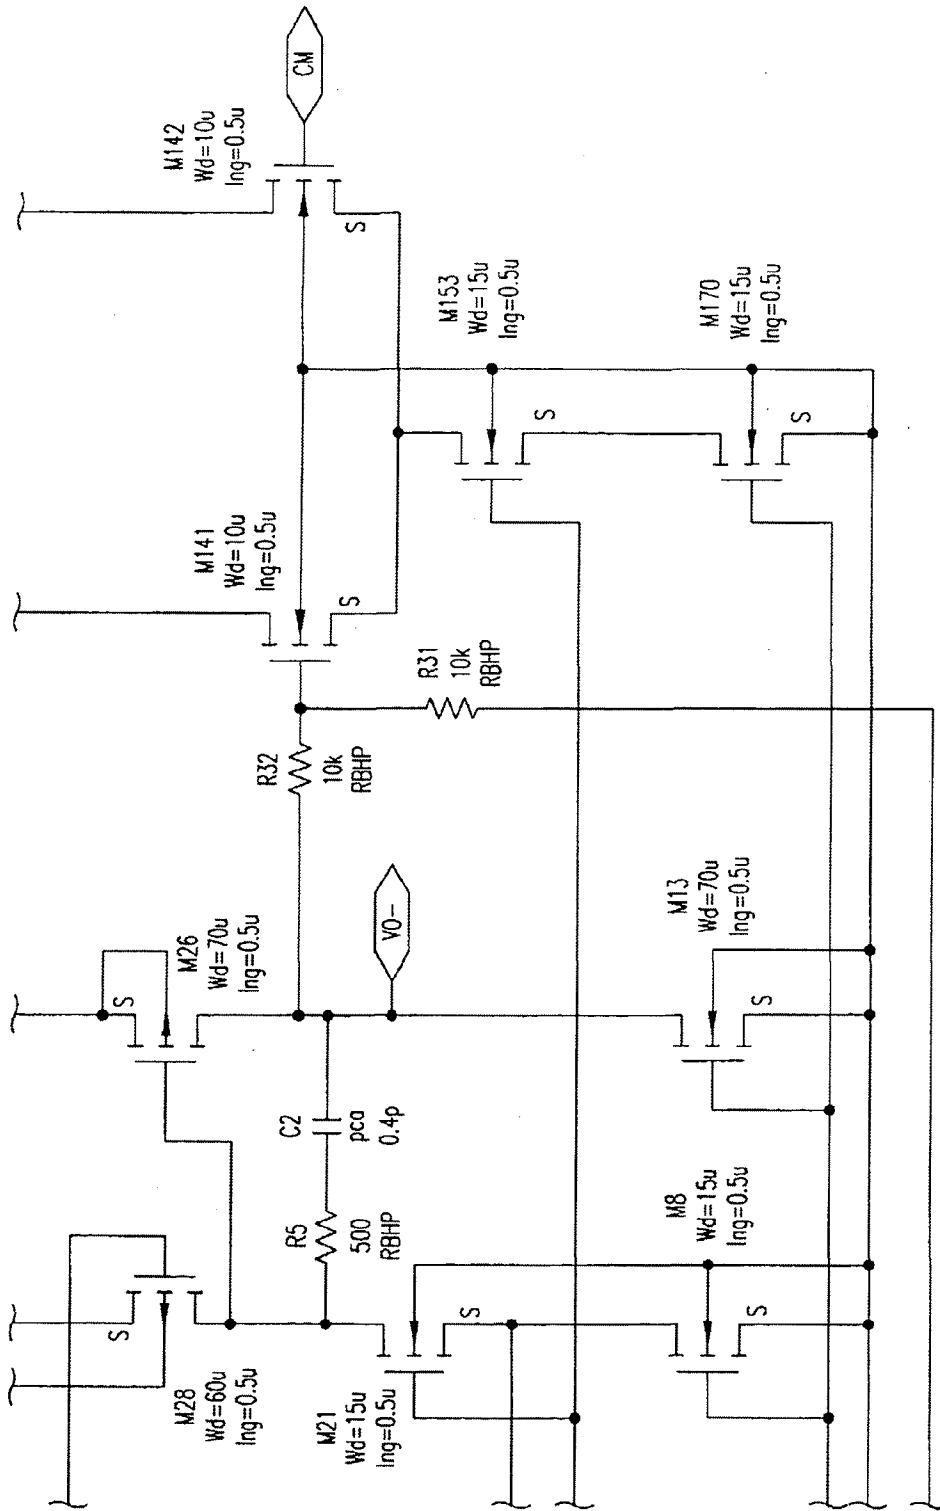 M142
Wd=10u
lng=0.5u
CM
S
M141
Wd=10u
lng=0.5u
S
M153
Wd=15u
lng=0.5u
S
M170
Wd=15u
lng=0.5u
S
R31
10k
RBHP
R32
10k
RBHP
M26
Wd=70u
lng=0.5u
S
VO-
M13
Wd=70u
lng=0.5u
S
C2
pca
0.4p
R5
500
RBHP
M28
Wd=60u
lng=0.5u
S
M21
Wd=15u
lng=0.5u
S
M8
Wd=15u
lng=0.5u
S